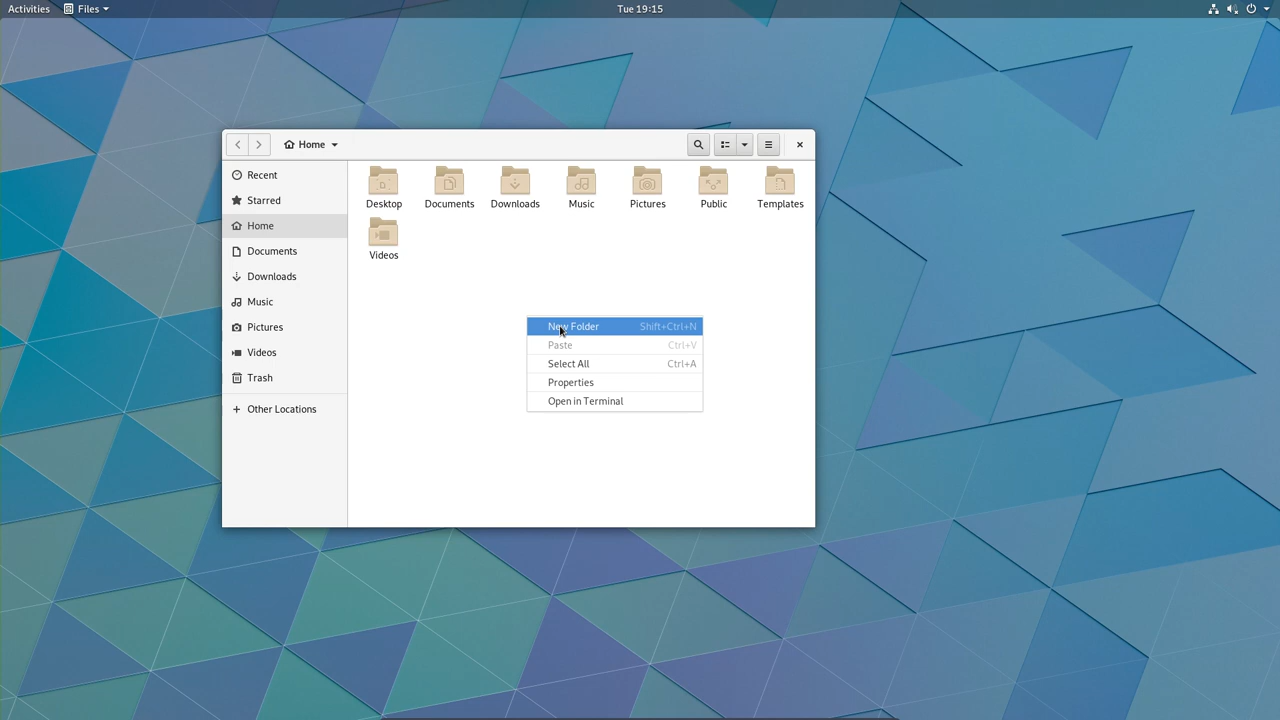 Activities Files Tue 19:15
Home
Recent
Starred
Home
Documents
Downloads
Music
Pictures
Videos
Trash
Other Locations
Desktop Documents Downloads Music Pictures Public Templates
Videos
New Folder Shift+Ctrl+N
Paste Ctrl+V
Select All Ctrl+A
Properties
Open in Terminal